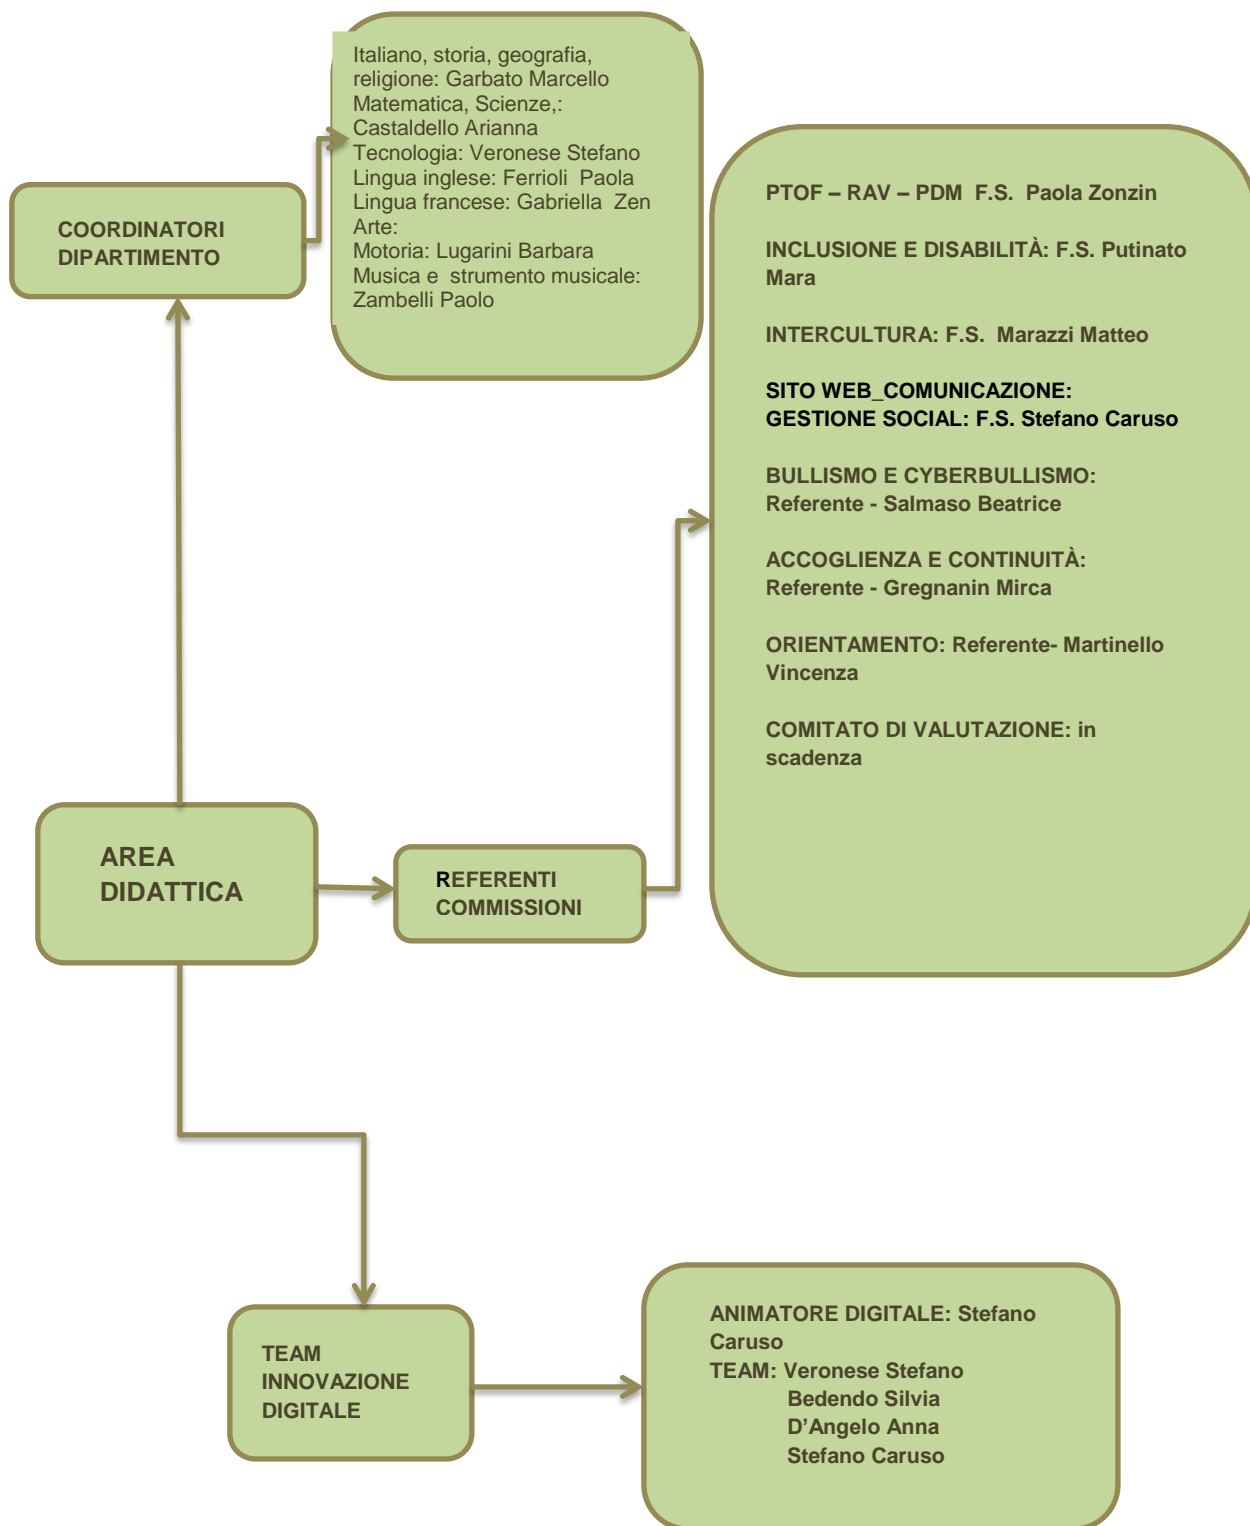 Italiano, storia, geografia,
religione: Garbato Marcello
Matematica, Scienze,:
Castaldello Arianna
Tecnologia: Veronese Stefano
Lingua inglese: Ferrioli  Paola
Lingua francese: Gabriella  Zen
Arte:
Motoria: Lugarini Barbara
Musica e  strumento musicale:
Zambelli Paolo
COORDINATORI
DIPARTIMENTO
PTOF – RAV – PDM  F.S.  Paola Zonzin
INCLUSIONE E DISABILITÀ: F.S. Putinato
Mara
INTERCULTURA: F.S.  Marazzi Matteo
SITO WEB_COMUNICAZIONE:
GESTIONE SOCIAL: F.S. Stefano Caruso
BULLISMO E CYBERBULLISMO:
Referente - Salmaso Beatrice
ACCOGLIENZA E CONTINUITÀ:
Referente - Gregnanin Mirca
ORIENTAMENTO: Referente- Martinello
Vincenza
COMITATO DI VALUTAZIONE: in
scadenza
AREA
DIDATTICA
REFERENTI
COMMISSIONI
TEAM
INNOVAZIONE
DIGITALE
ANIMATORE DIGITALE: Stefano
Caruso
TEAM: Veronese Stefano
Bedendo Silvia
D’Angelo Anna
Stefano Caruso